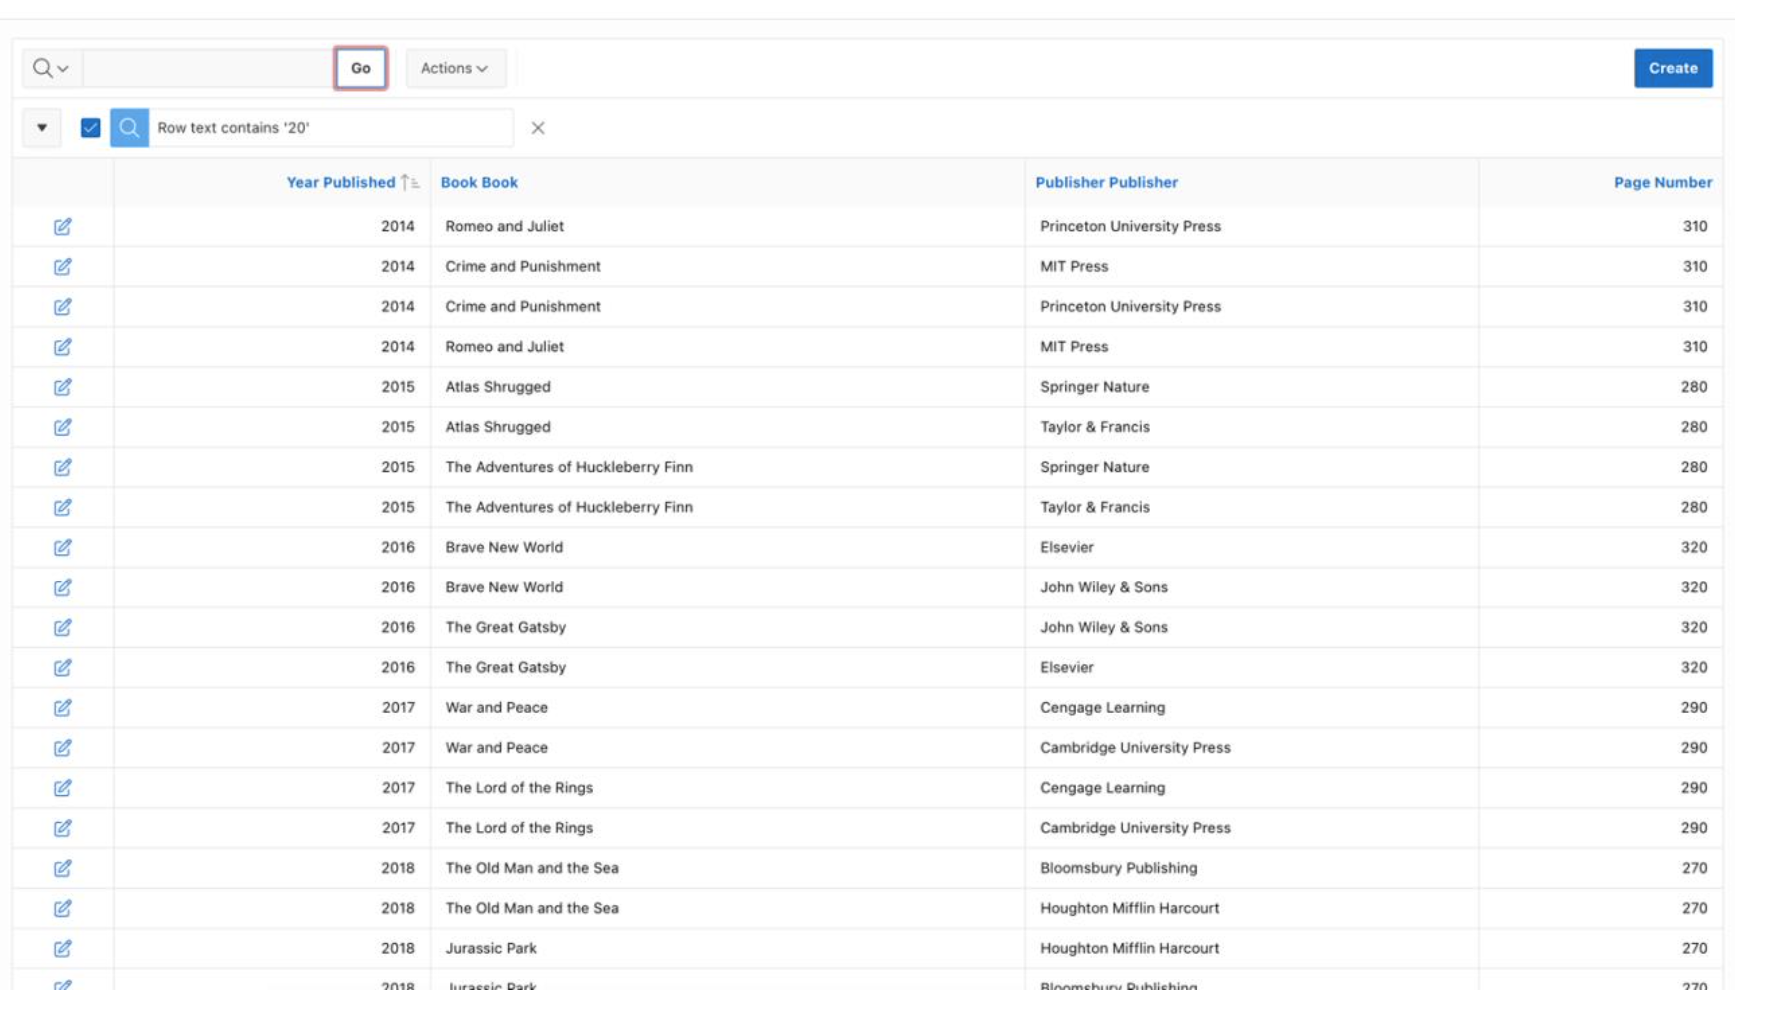 Go Actions Create
Row text contains '20'
Year Published Book Book Publisher Publisher Page Number
2014 Romeo and Juliet Princeton University Press 310
2014 Crime and Punishment MIT Press 310
2014 Crime and Punishment Princeton University Press 310
2014 Romeo and Juliet MIT Press 310
2015 Atlas Shrugged Springer Nature 280
2015 Atlas Shrugged Taylor & Francis 280
2015 The Adventures of Huckleberry Finn Springer Nature 280
2015 The Adventures of Huckleberry Finn Taylor & Francis 280
2016 Brave New World Elsevier 320
2016 Brave New World John Wiley & Sons 320
2016 The Great Gatsby John Wiley & Sons 320
2016 The Great Gatsby Elsevier 320
2017 War and Peace Cengage Learning 290
2017 War and Peace Cambridge University Press 290
2017 The Lord of the Rings Cengage Learning 290
2017 The Lord of the Rings Cambridge University Press 290
2018 The Old Man and the Sea Bloomsbury Publishing 270
2018 The Old Man and the Sea Houghton Mifflin Harcourt 270
2018 Jurassic Park Houghton Mifflin Harcourt 270
2018 Jurassic Park Bloomsbury Publishing 270